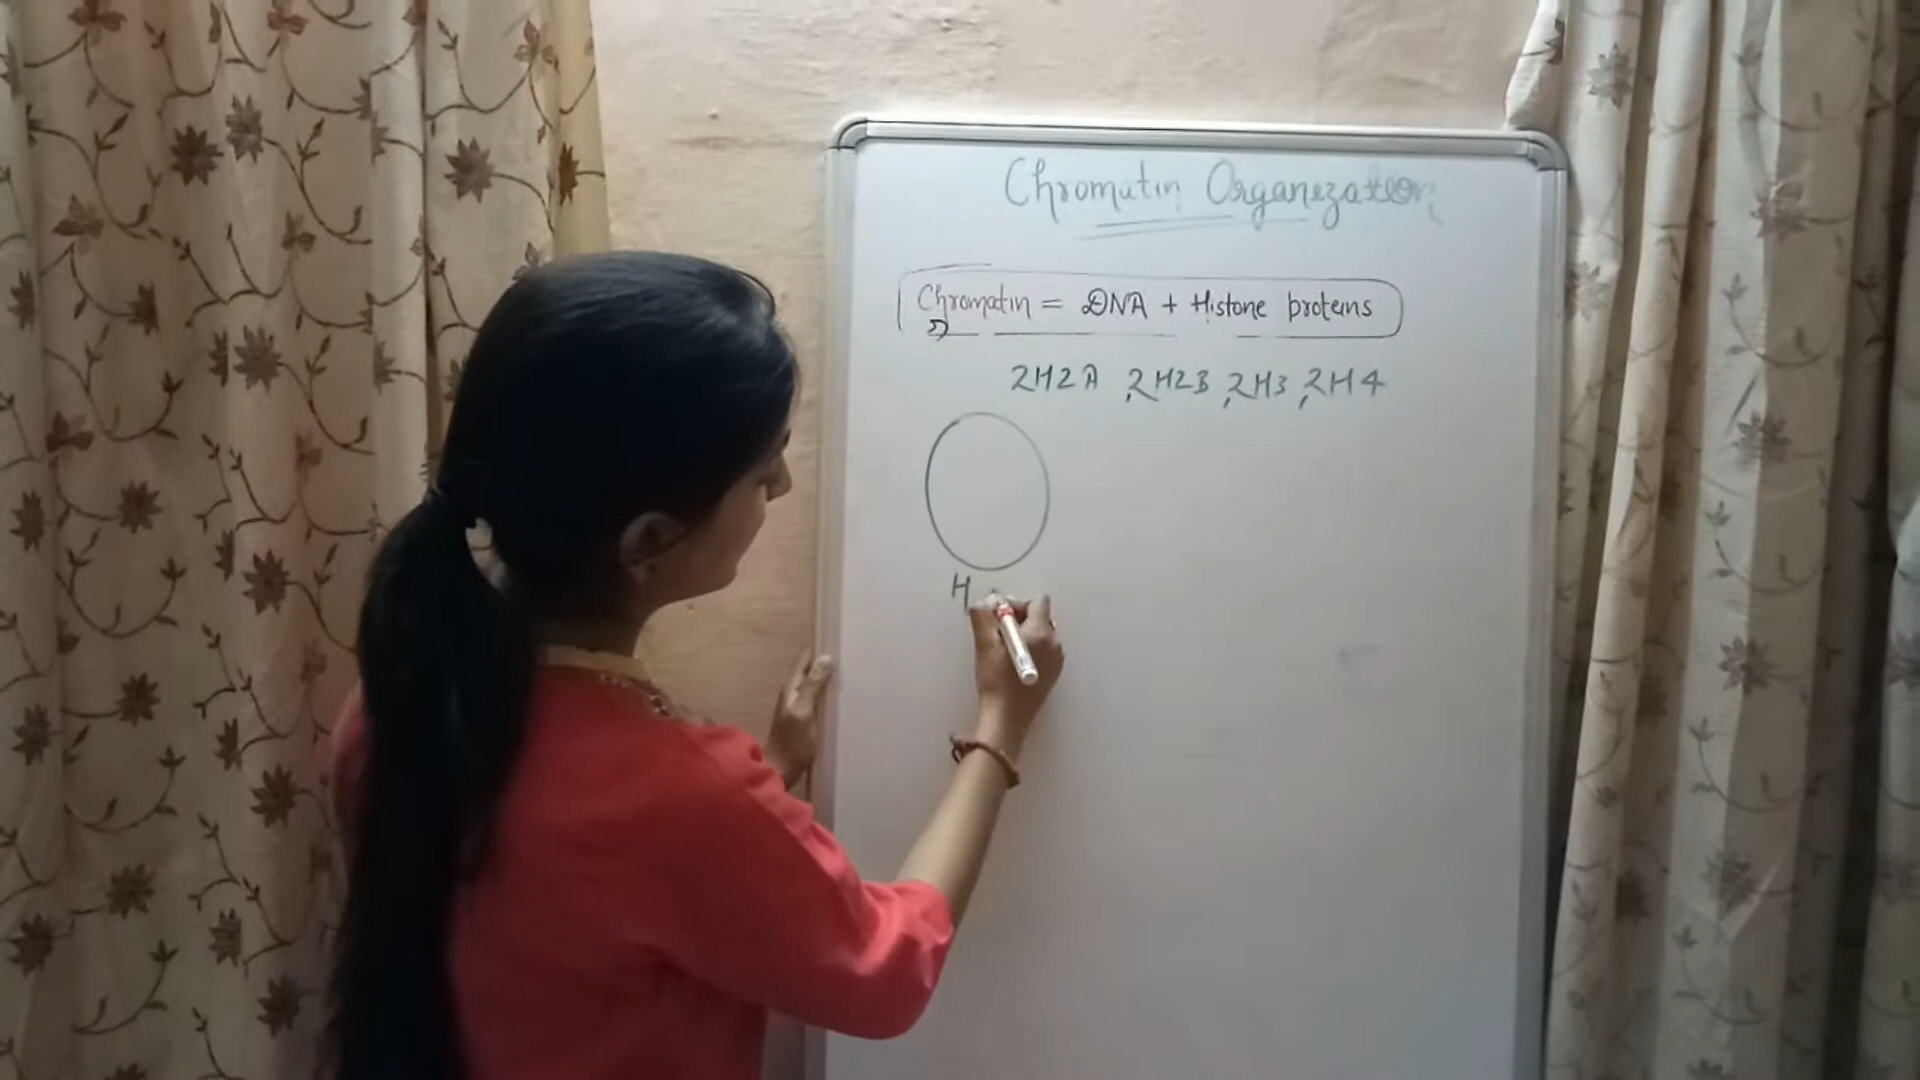 Chromatin Organization
Chromatin = DNA + Histone proteins
2H2A, 2H2B, 2H3, 2H4
H